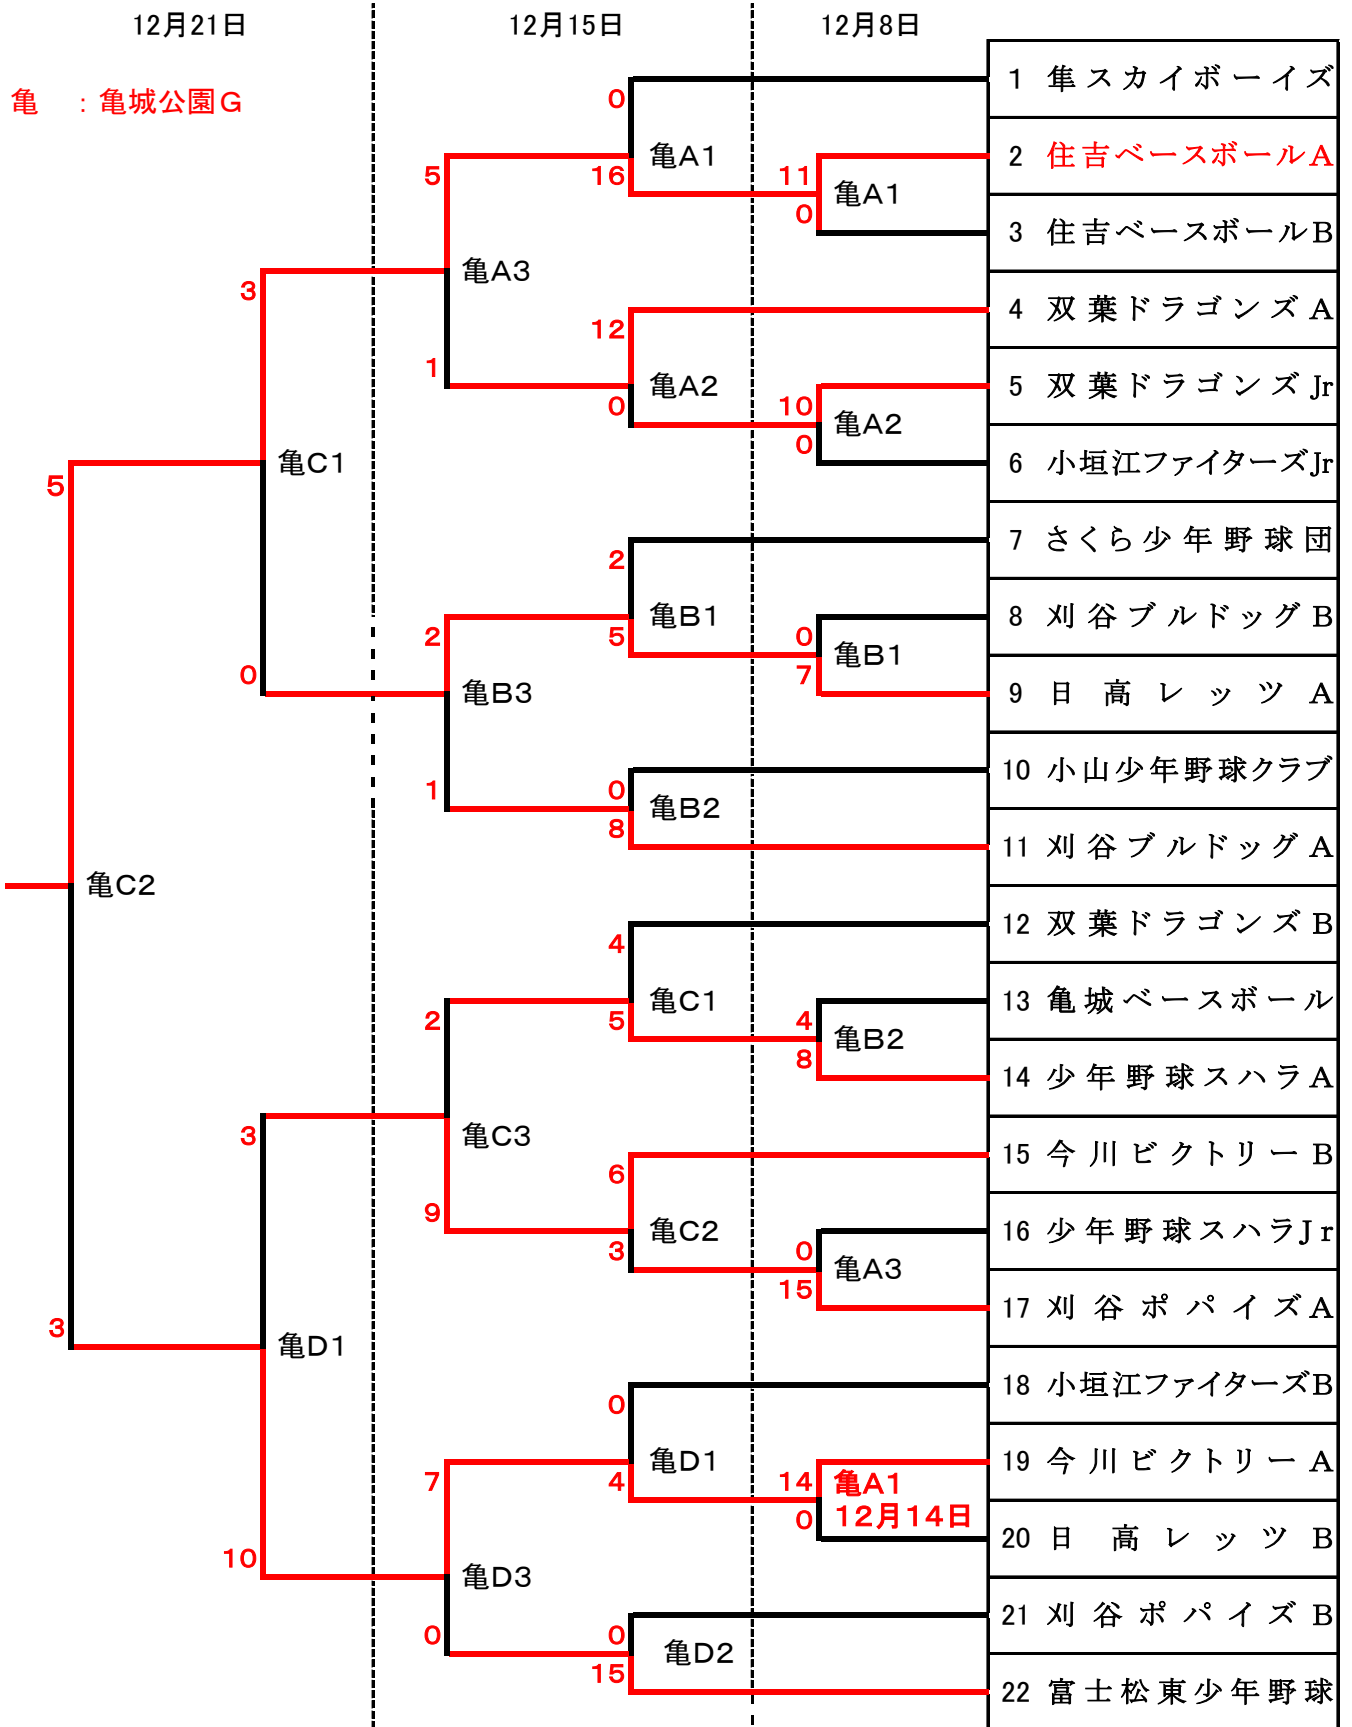 12月21日 12月15日 12月8日
亀 ：亀城公園G
1 隼スカイボーイズ
0
亀A1
2 住吉ベースボールA
5 16 11
亀A1
0
3 住吉ベースボールB
亀A3
3
4 双葉ドラゴンズA
12
1
亀A2
5 双葉ドラゴンズJr
0 10
亀A2
0
6 小垣江ファイターズJr
亀C1
5
7 さくら少年野球団
2
亀B1
8 刈谷ブルドッグB
2 5 0
亀B1
0 7
亀B3
9 日高レッツA
10 小山少年野球クラブ
1 0
亀B2
8
11 刈谷ブルドッグA
亀C2
12 双葉ドラゴンズB
4
亀C1
13 亀城ベースボール
2 5 4
亀B2
8
14 少年野球スハラA
3
亀C3
15 今川ビクトリーB
6
9
亀C2
16 少年野球スハラJr
3 0
亀A3
15
17 刈谷ポパイズA
3
亀D1
18 小垣江ファイターズB
0
亀D1
19 今川ビクトリーA
7 4 14
亀A1
12月14日
0
20 日高レッツB
10
亀D3
21 刈谷ポパイズB
0 0
亀D2
15
22 富士松東少年野球